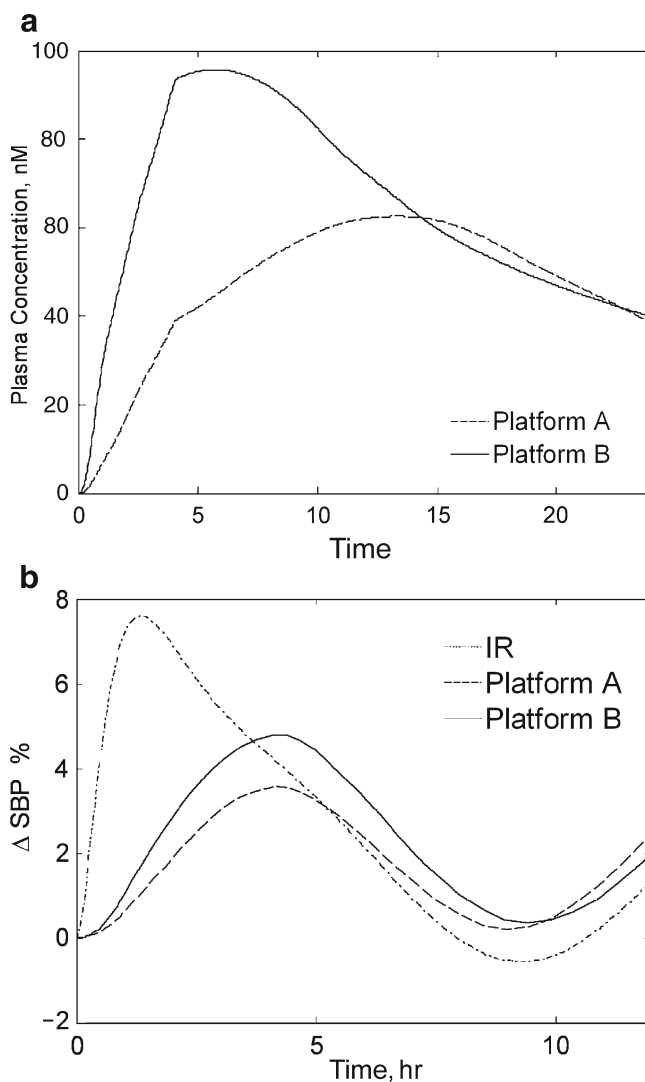 a
100
80
80
40
20
0
Plasma Concentration, nM
Platform A
Platform B
0 5 10 15 20
Time
b
8
6
4
2
0
−2
Δ SBP %
IR
Platform A
Platform B
0 5 10
Time, hr